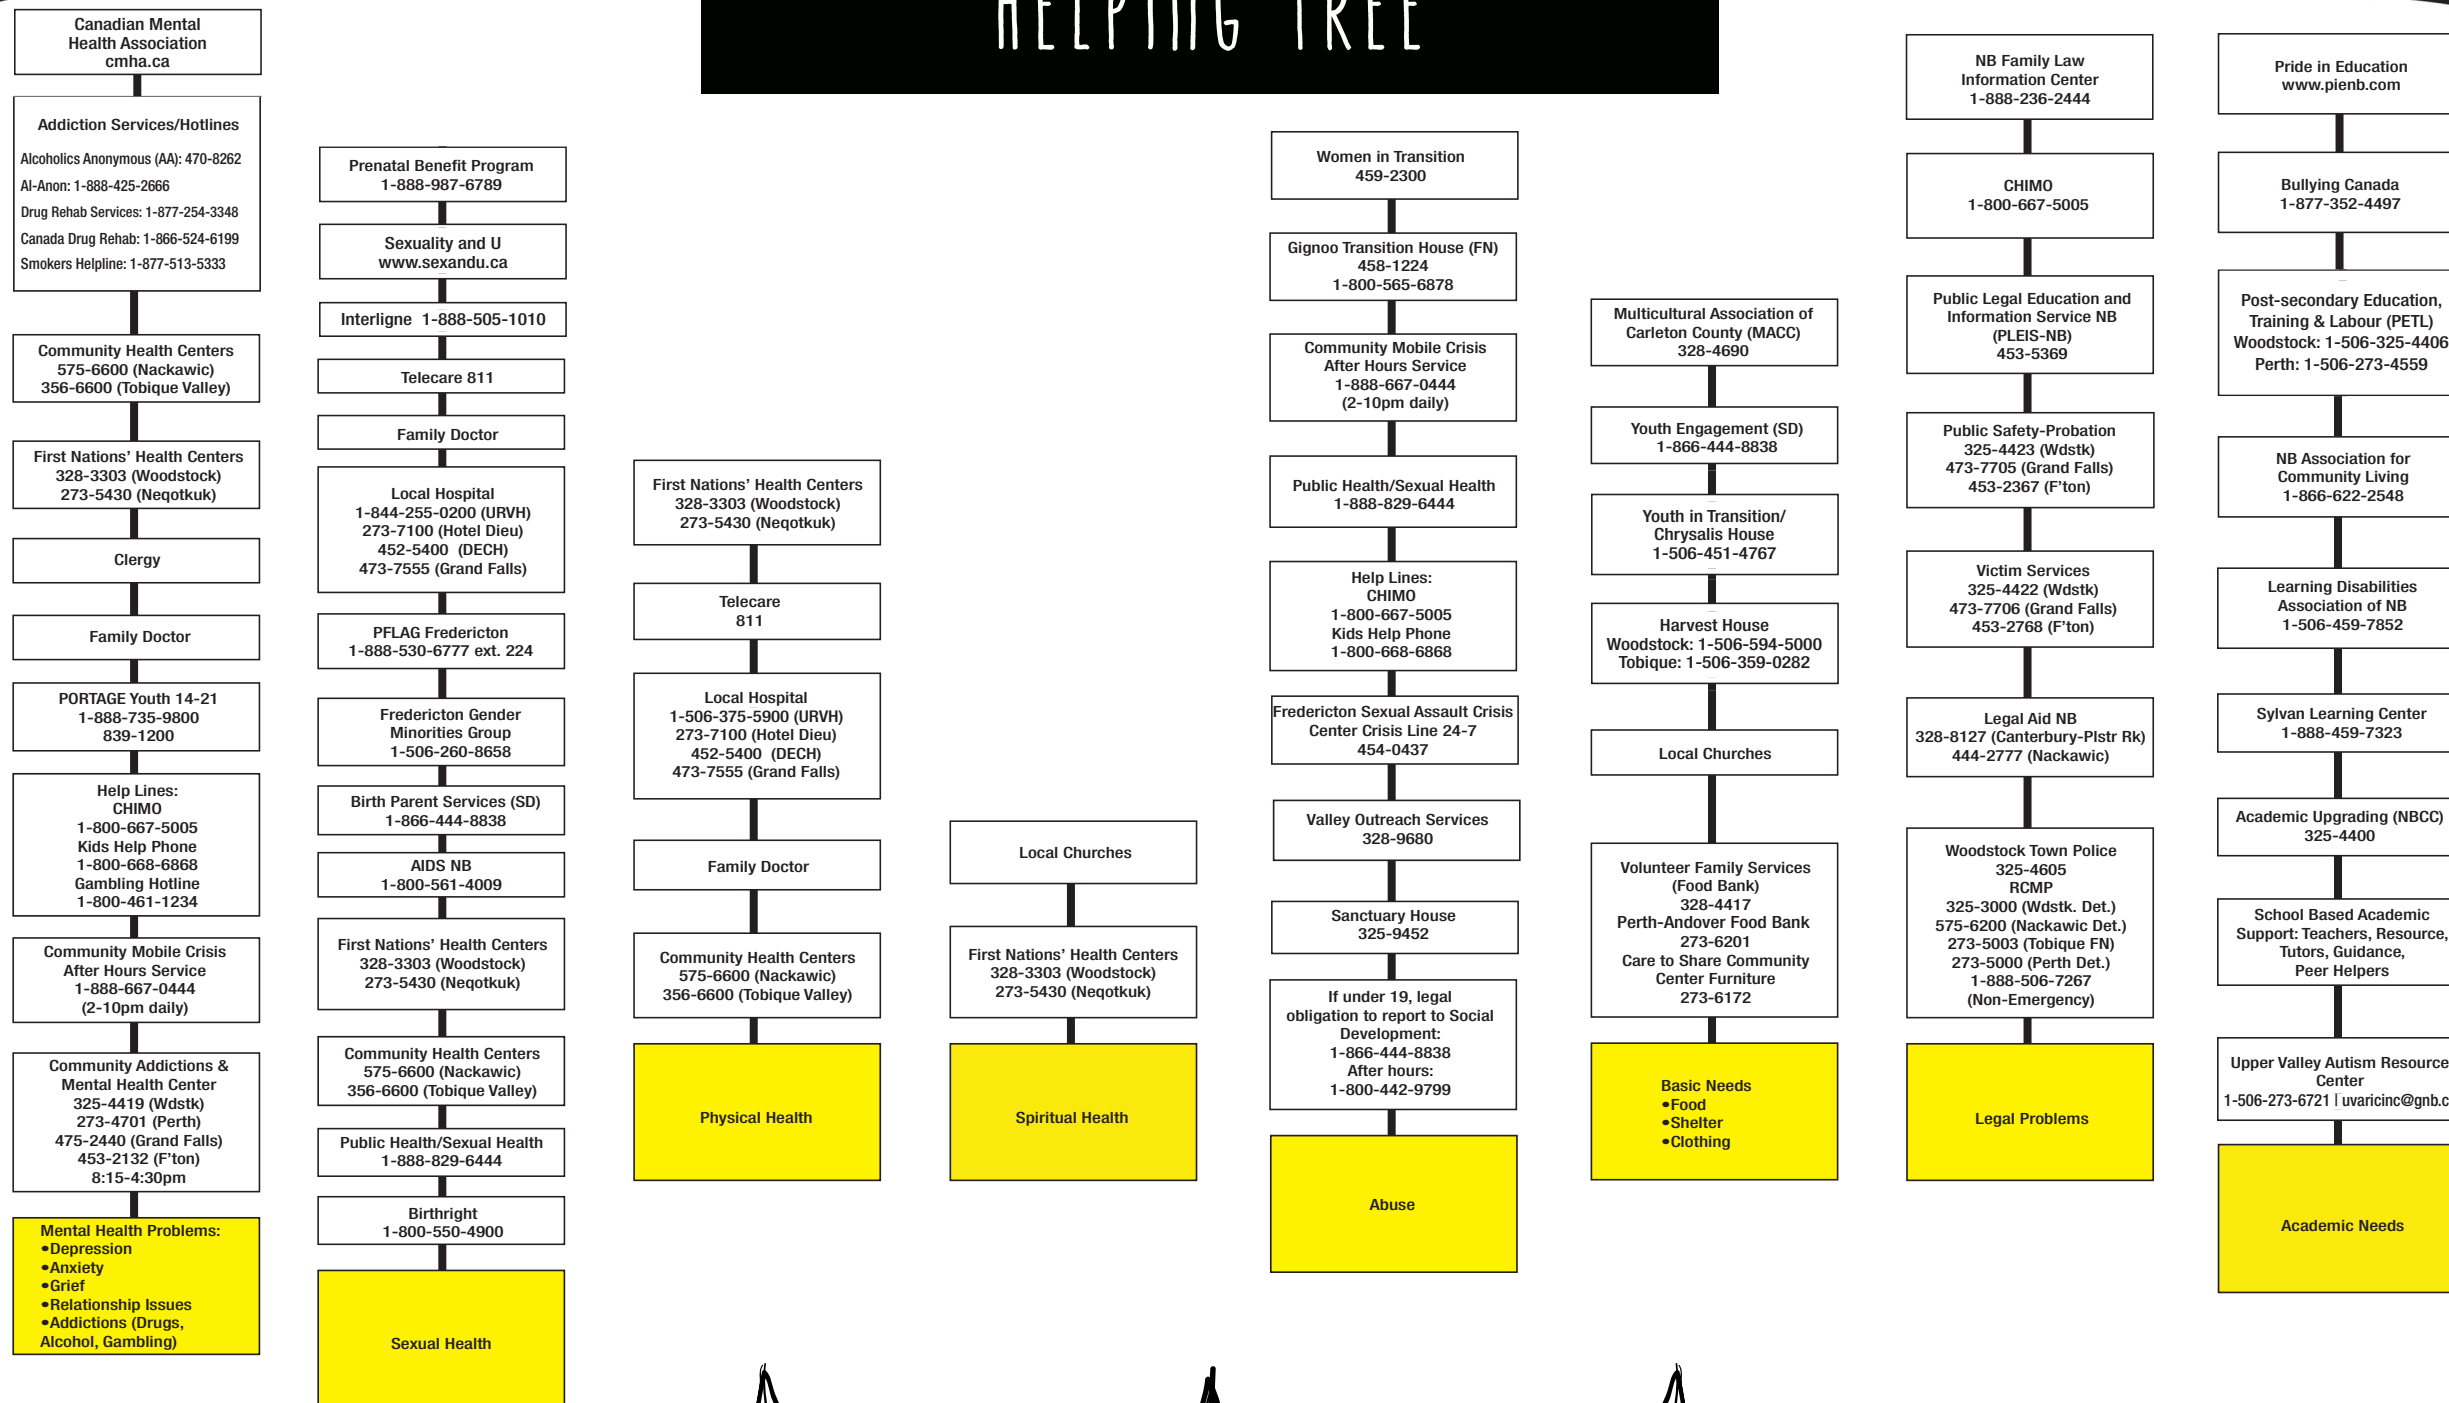 HELPING TREE
Canadian Mental
Health Association
cmha.ca
Addiction Services/Hotlines
Alcoholics Anonymous (AA): 470-8262
Al-Anon: 1-888-425-2666
Drug Rehab Services: 1-877-254-3348
Canada Drug Rehab: 1-866-524-6199
Smokers Helpline: 1-877-513-5333
Community Health Centers
575-6600 (Nackawic)
356-6600 (Tobique Valley)
First Nations' Health Centers
328-3303 (Woodstock)
273-5430 (Neqotkuk)
Clergy
Family Doctor
PORTAGE Youth 14-21
1-888-735-9800
839-1200
Help Lines:
CHIMO
1-800-667-5005
Kids Help Phone
1-800-668-6868
Gambling Hotline
1-800-461-1234
Community Mobile Crisis
After Hours Service
1-888-667-0444
(2-10pm daily)
Community Addictions &
Mental Health Center
325-4419 (Wdstk)
273-4701 (Perth)
475-2440 (Grand Falls)
453-2132 (F'ton)
8:15-4:30pm
Mental Health Problems:
•Depression
•Anxiety
•Grief
•Relationship Issues
•Addictions (Drugs,
Alcohol, Gambling)
Prenatal Benefit Program
1-888-987-6789
Sexuality and U
www.sexandu.ca
Interligne 1-888-505-1010
Telecare 811
Family Doctor
Local Hospital
1-844-255-0200 (URVH)
273-7100 (Hotel Dieu)
452-5400 (DECH)
473-7555 (Grand Falls)
PFLAG Fredericton
1-888-530-6777 ext. 224
Fredericton Gender
Minorities Group
1-506-260-8658
Birth Parent Services (SD)
1-866-444-8838
AIDS NB
1-800-561-4009
First Nations' Health Centers
328-3303 (Woodstock)
273-5430 (Neqotkuk)
Community Health Centers
575-6600 (Nackawic)
356-6600 (Tobique Valley)
Public Health/Sexual Health
1-888-829-6444
Birthright
1-800-550-4900
Sexual Health
First Nations' Health Centers
328-3303 (Woodstock)
273-5430 (Neqotkuk)
Telecare
811
Local Hospital
1-506-375-5900 (URVH)
273-7100 (Hotel Dieu)
452-5400 (DECH)
473-7555 (Grand Falls)
Family Doctor
Community Health Centers
575-6600 (Nackawic)
356-6600 (Tobique Valley)
Physical Health
Local Churches
First Nations' Health Centers
328-3303 (Woodstock)
273-5430 (Neqotkuk)
Spiritual Health
Women in Transition
459-2300
Gignoo Transition House (FN)
458-1224
1-800-565-6878
Community Mobile Crisis
After Hours Service
1-888-667-0444
(2-10pm daily)
Public Health/Sexual Health
1-888-829-6444
Help Lines:
CHIMO
1-800-667-5005
Kids Help Phone
1-800-668-6868
Fredericton Sexual Assault Crisis
Center Crisis Line 24-7
454-0437
Valley Outreach Services
328-9680
Sanctuary House
325-9452
If under 19, legal
obligation to report to Social
Development:
1-866-444-8838
After hours:
1-800-442-9799
Abuse
Multicultural Association of
Carleton County (MACC)
328-4690
Youth Engagement (SD)
1-866-444-8838
Youth in Transition/
Chrysalis House
1-506-451-4767
Harvest House
Woodstock: 1-506-594-5000
Tobique: 1-506-359-0282
Local Churches
Volunteer Family Services
(Food Bank)
328-4417
Perth-Andover Food Bank
273-6201
Care to Share Community
Center Furniture
273-6172
Basic Needs
•Food
•Shelter
•Clothing
NB Family Law
Information Center
1-888-236-2444
CHIMO
1-800-667-5005
Public Legal Education and
Information Service NB
(PLEIS-NB)
453-5369
Public Safety-Probation
325-4423 (Wdstk)
473-7705 (Grand Falls)
453-2367 (F'ton)
Victim Services
325-4422 (Wdstk)
473-7706 (Grand Falls)
453-2768 (F'ton)
Legal Aid NB
328-8127 (Canterbury-Plstr Rk)
444-2777 (Nackawic)
Woodstock Town Police
325-4605
RCMP
325-3000 (Wdstk. Det.)
575-6200 (Nackawic Det.)
273-5003 (Tobique FN)
273-5000 (Perth Det.)
1-888-506-7267
(Non-Emergency)
Legal Problems
Pride in Education
www.pienb.com
Bullying Canada
1-877-352-4497
Post-secondary Education,
Training & Labour (PETL)
Woodstock: 1-506-325-4406
Perth: 1-506-273-4559
NB Association for
Community Living
1-866-622-2548
Learning Disabilities
Association of NB
1-506-459-7852
Sylvan Learning Center
1-888-459-7323
Academic Upgrading (NBCC)
325-4400
School Based Academic
Support: Teachers, Resource,
Tutors, Guidance,
Peer Helpers
Upper Valley Autism Resource
Center
1-506-273-6721 uvaricinc@gnb.c
Academic Needs